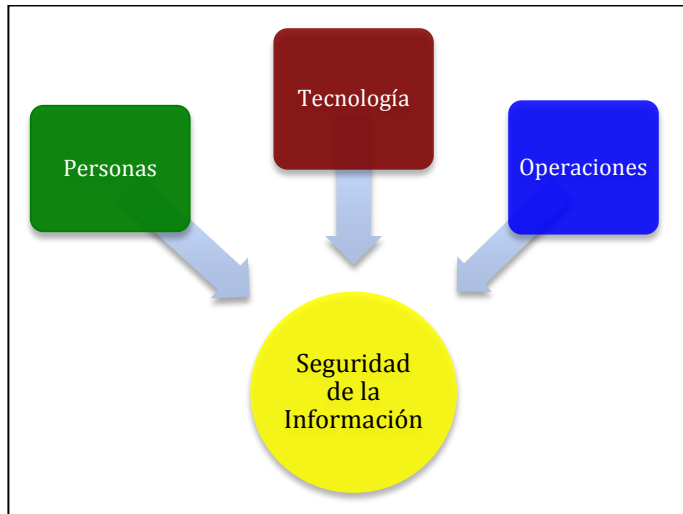 Tecnología
Personas
Operaciones
Seguridad
de la
Información